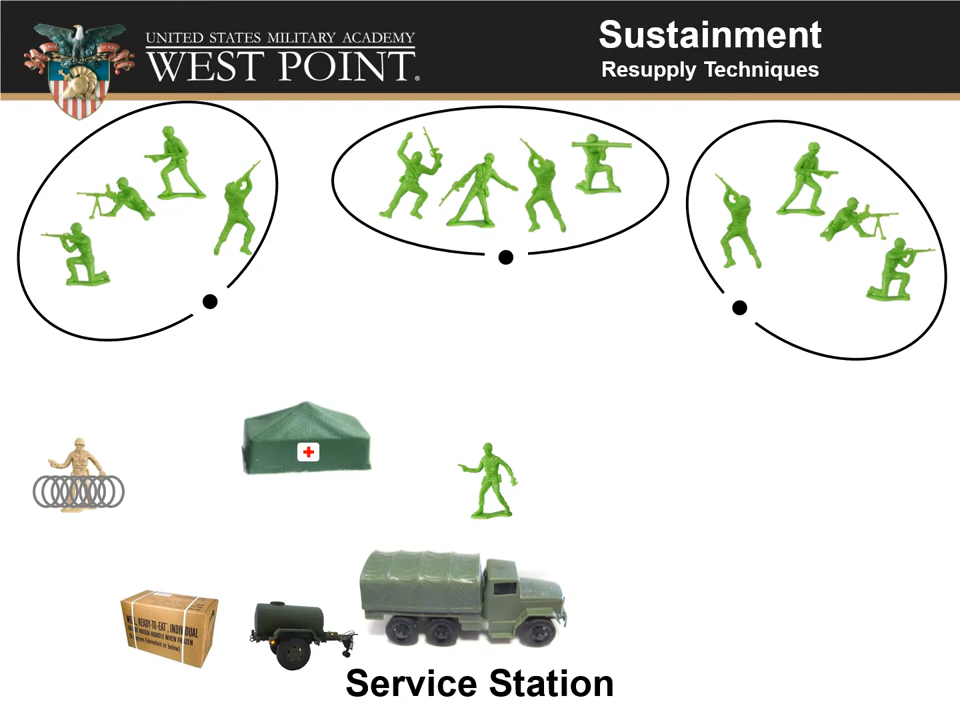 UNITED STATES MILITARY ACADEMY
WEST POINT®
Sustainment
Resupply Techniques
READY-TO-EAT, INDIVIDUAL
Service Station